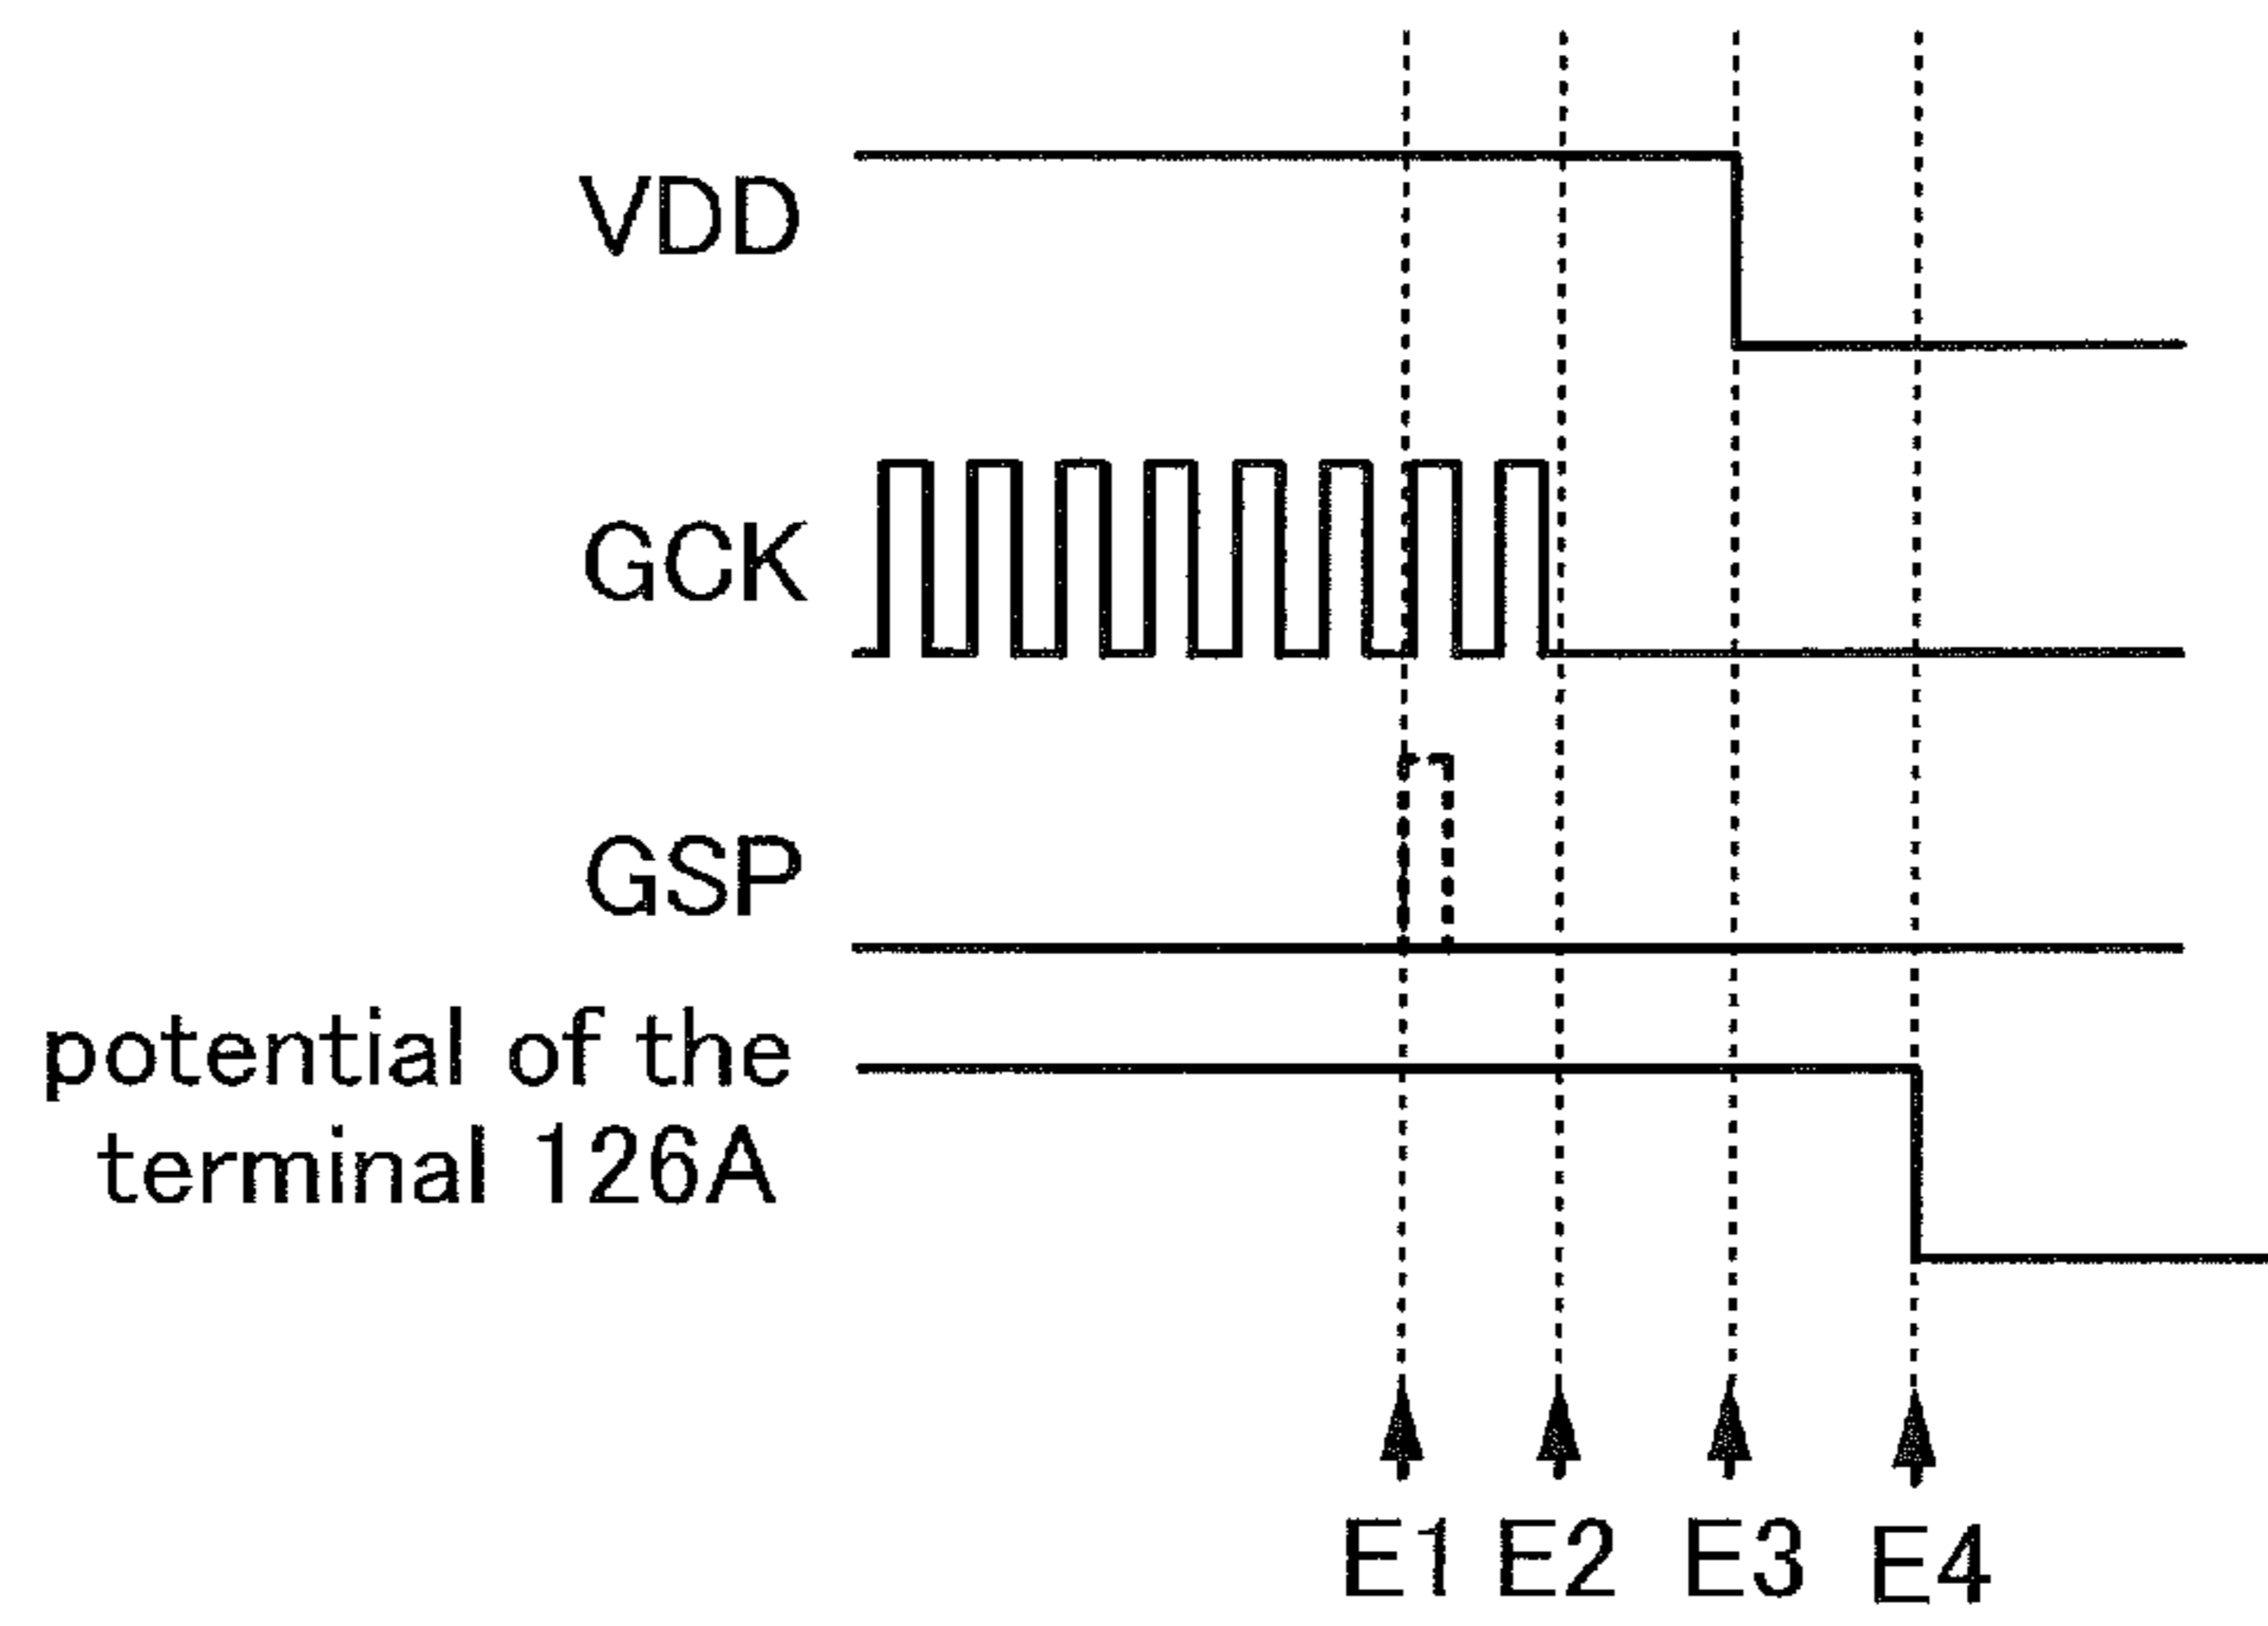 VDD
GCK
GSP
potential of the
terminal 126A
E1 E2 E3 E4